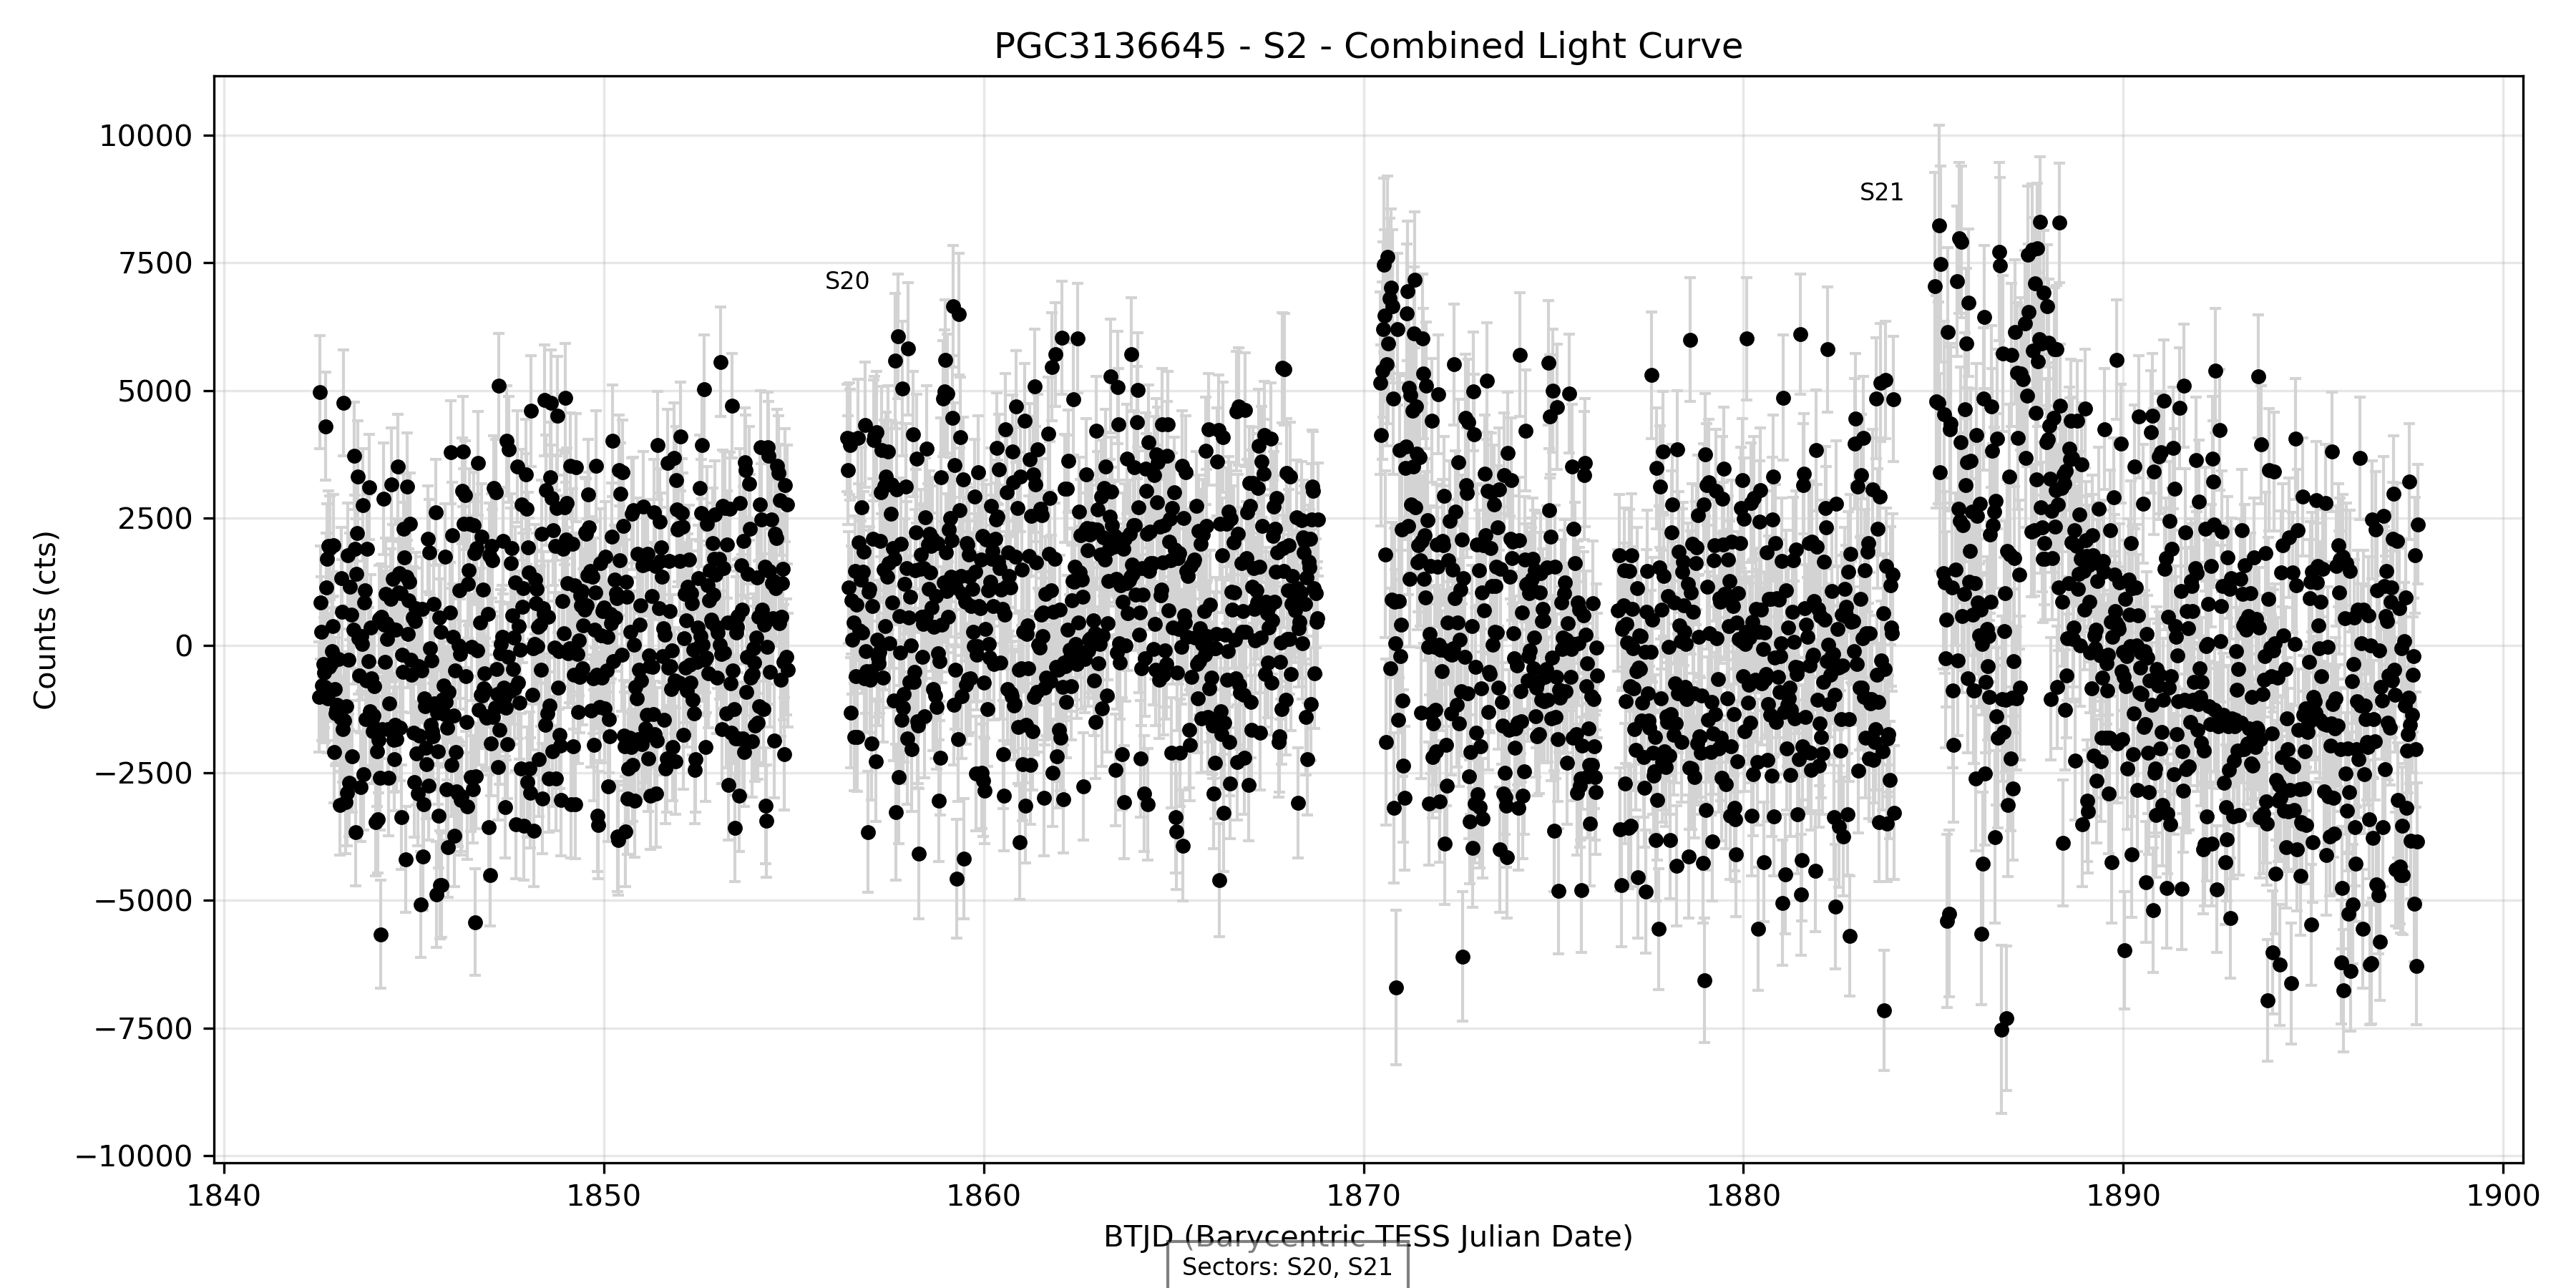 PGC3136645 - S2 - Combined Light Curve
S21
S20
10000
7500
5000
2500
0
−2500
−5000
−7500
−10000
Counts (cts)
1840 1850 1860 1870 1880 1890 1900
BTJD (Barycentric TESS Julian Date)
Sectors: S20, S21